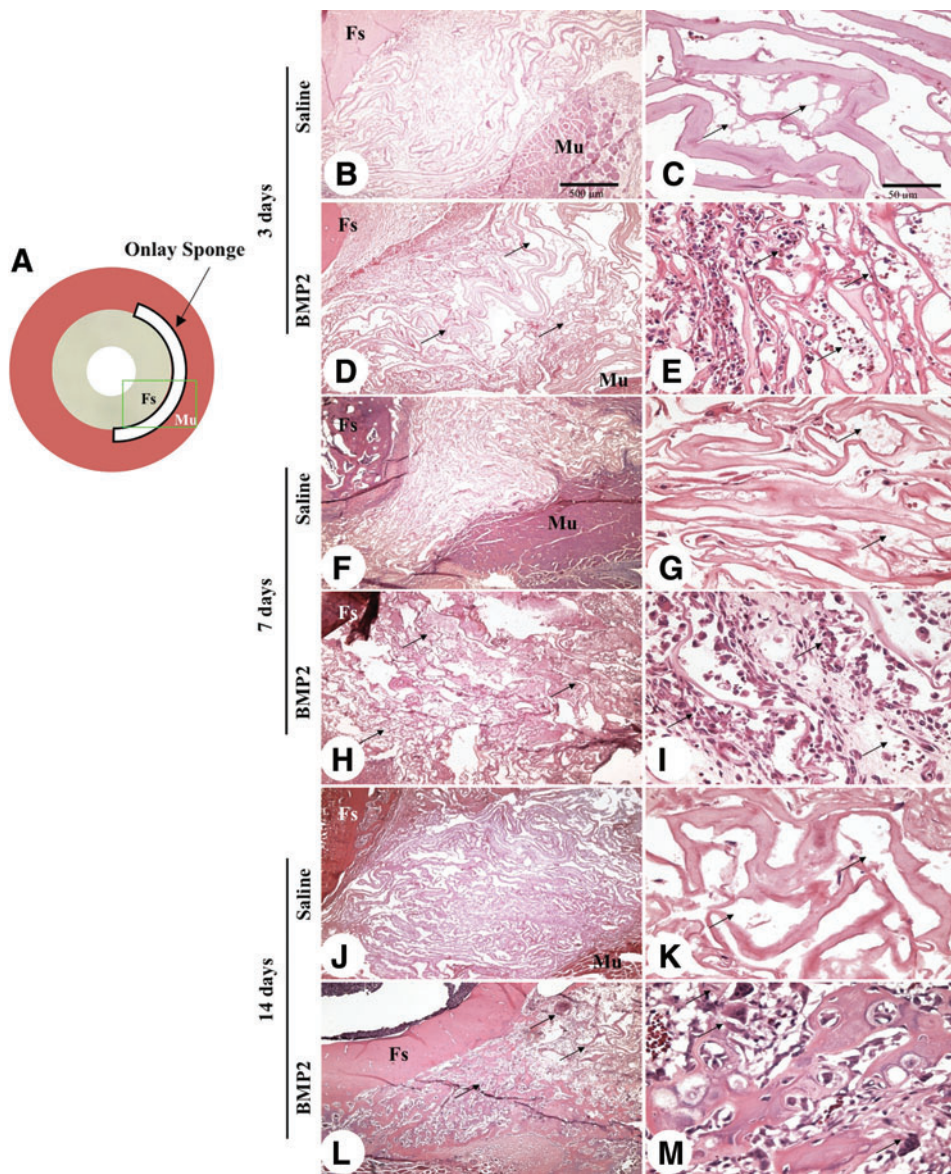 A
Onlay Sponge
Fs
Mu
3 days
Saline
BMP2
7 days
Saline
BMP2
14 days
Saline
BMP2
Fs
Mu
B
500 µm
C
50 µm
Fs
Mu
D
E
Fs
Mu
F
G
Fs
H
I
Fs
Mu
J
K
Fs
L
M